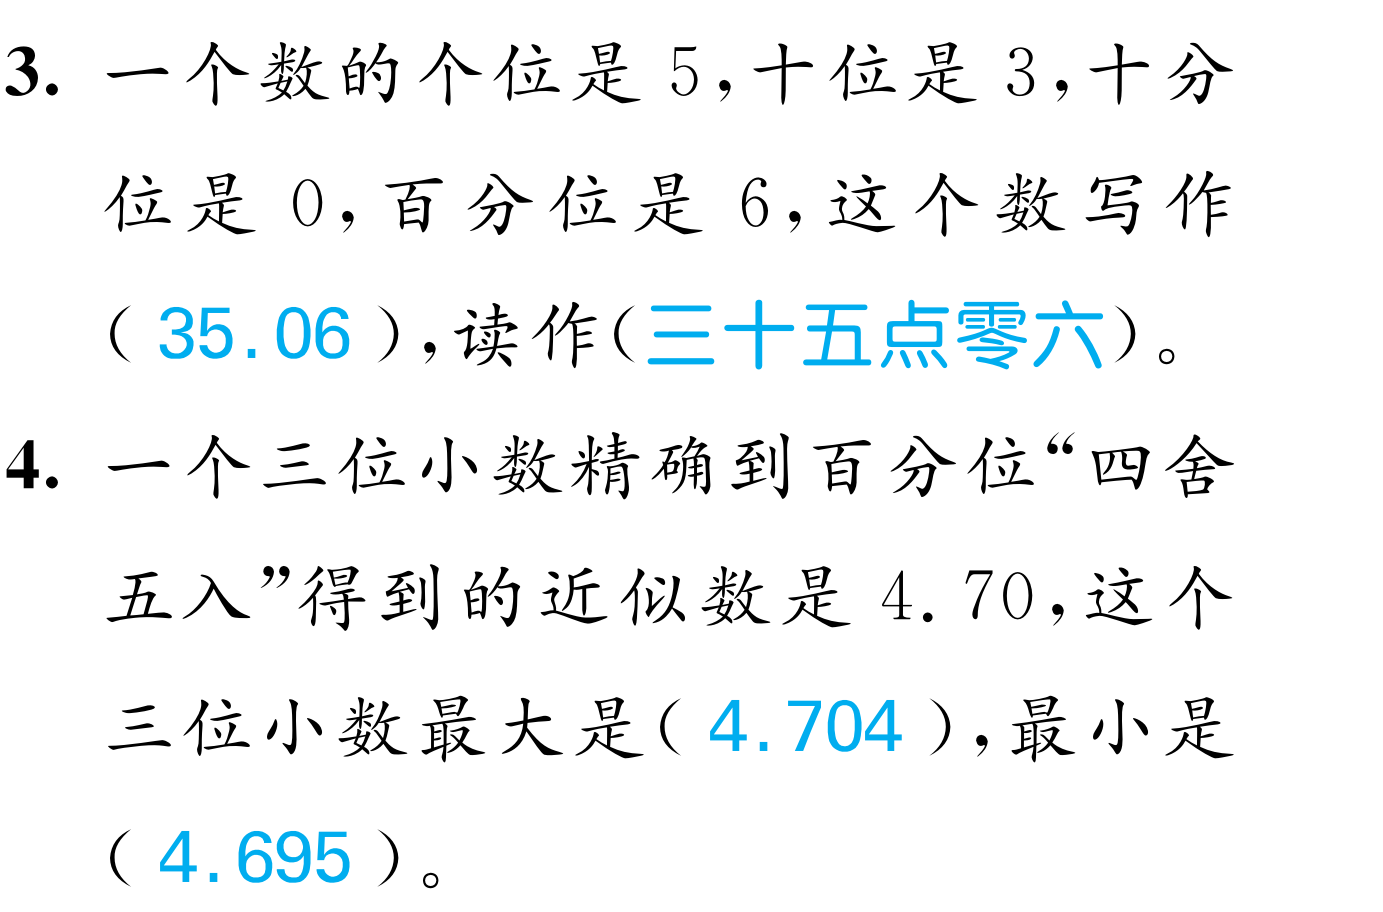 3. 一个数的个位是 5,十位是 3,十分
位是 0,百分位是 6,这个数写作
( 35.06 ),读作(三十五点零六)。
4. 一个三位小数精确到百分位“四舍
五入”得到的近似数是 4.70,这个
三位小数最大是( 4.704 ),最小是
( 4.695 )。